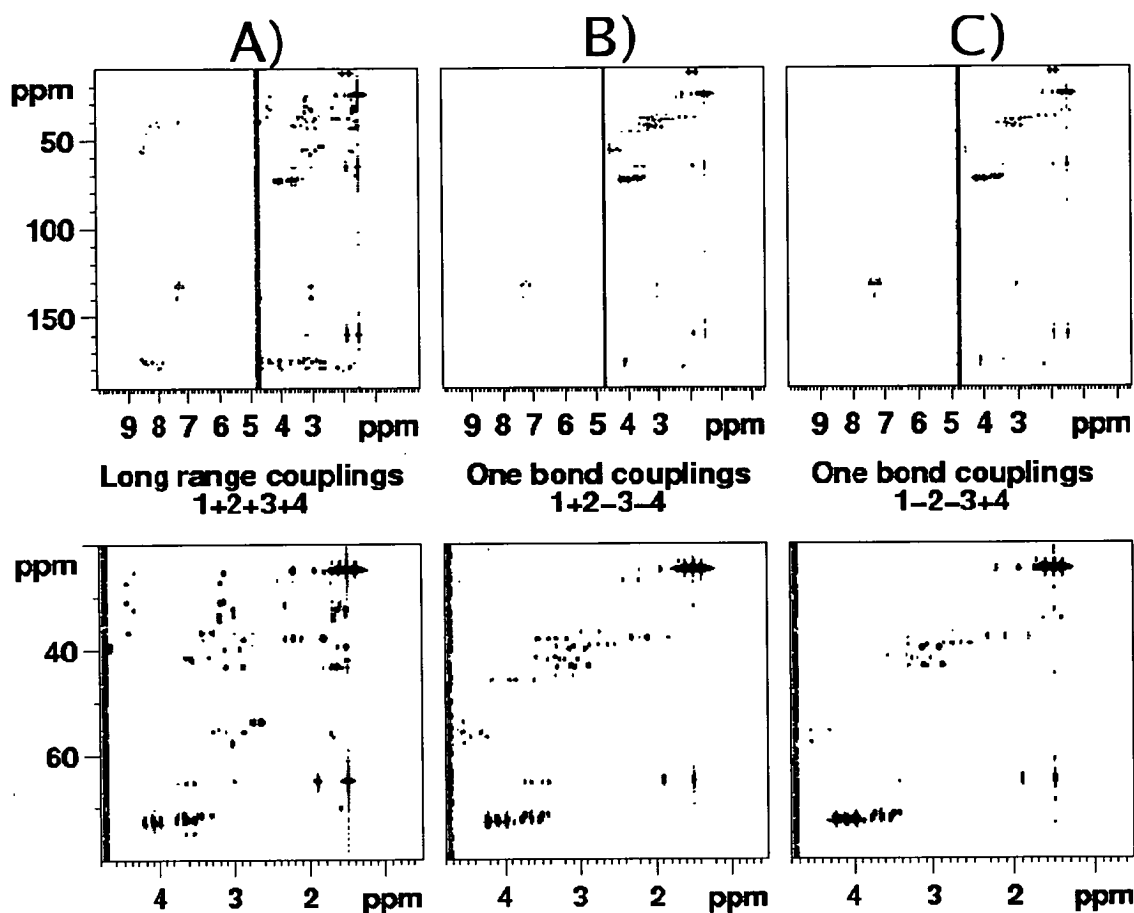 A) B) C)
ppm
50
100
150
9 8 7 6 5 4 3 ppm
9 8 7 6 5 4 3 ppm
9 8 7 6 5 4 3 ppm
Long range couplings One bond couplings One bond couplings
1+2+3+4 1+2−3−4 1−2−3+4
ppm
40
60
4 2 ppm
4 3 2 ppm
4 3 2 ppm